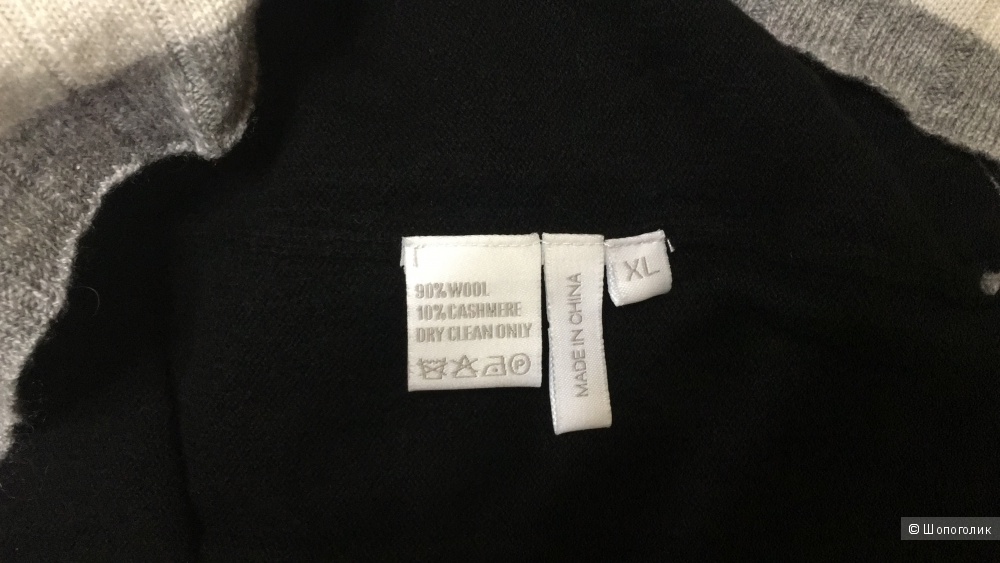 90% WOOL
10% CASHMERE
DRY CLEAN ONLY
P
MADE IN CHINA
XL
© Шопоголик